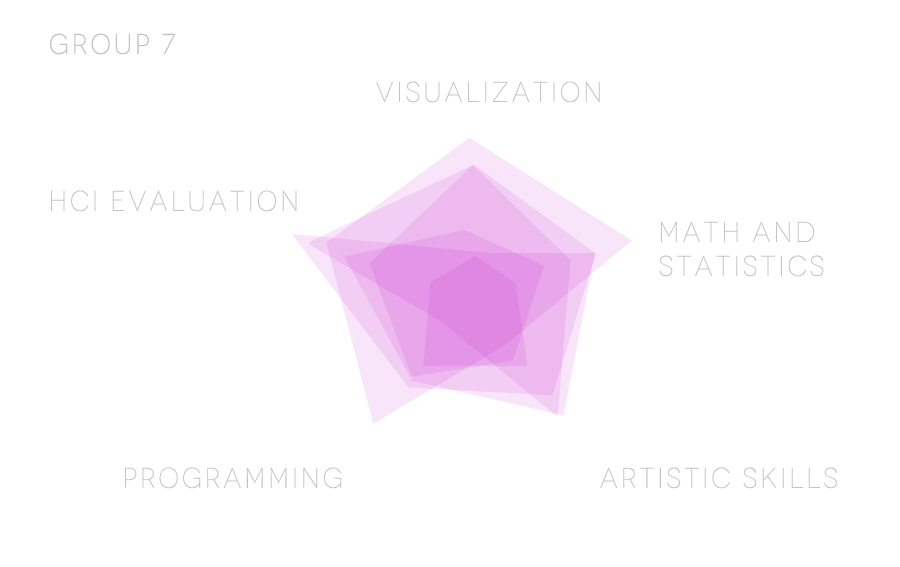 GROUP 7
VISUALIZATION
HCI EVALUATION
MATH AND
STATISTICS
PROGRAMMING
ARTISTIC SKILLS